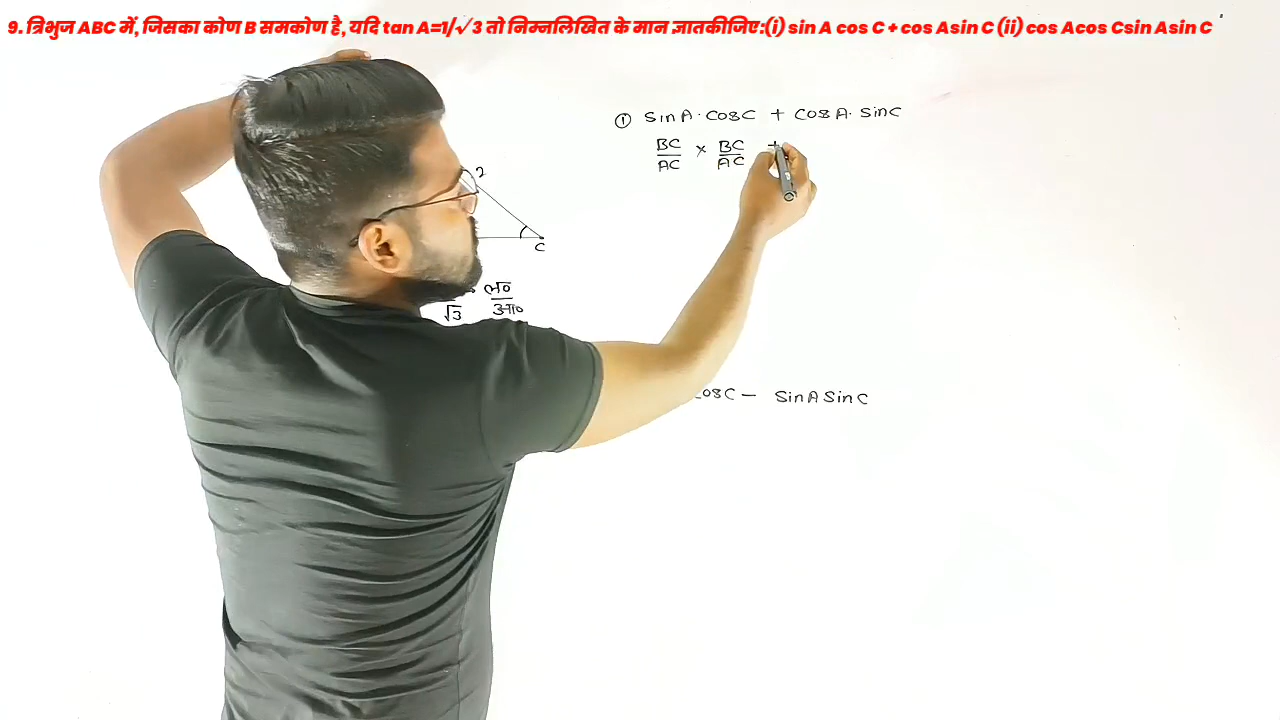 9. त्रिभुज ABC में, जिसका कोण B समकोण है, यदि tan A=1/√3 तो निम्नलिखित के मान ज्ञातकीजिए:(i) sin A cos C + cos Asin C (ii) cos Acos Csin Asin C
① sinA·cosC + cosA·sinC
BC/AC × BC/AC +
2
C
√3
ल०/आ०
cosC – sinA sinC